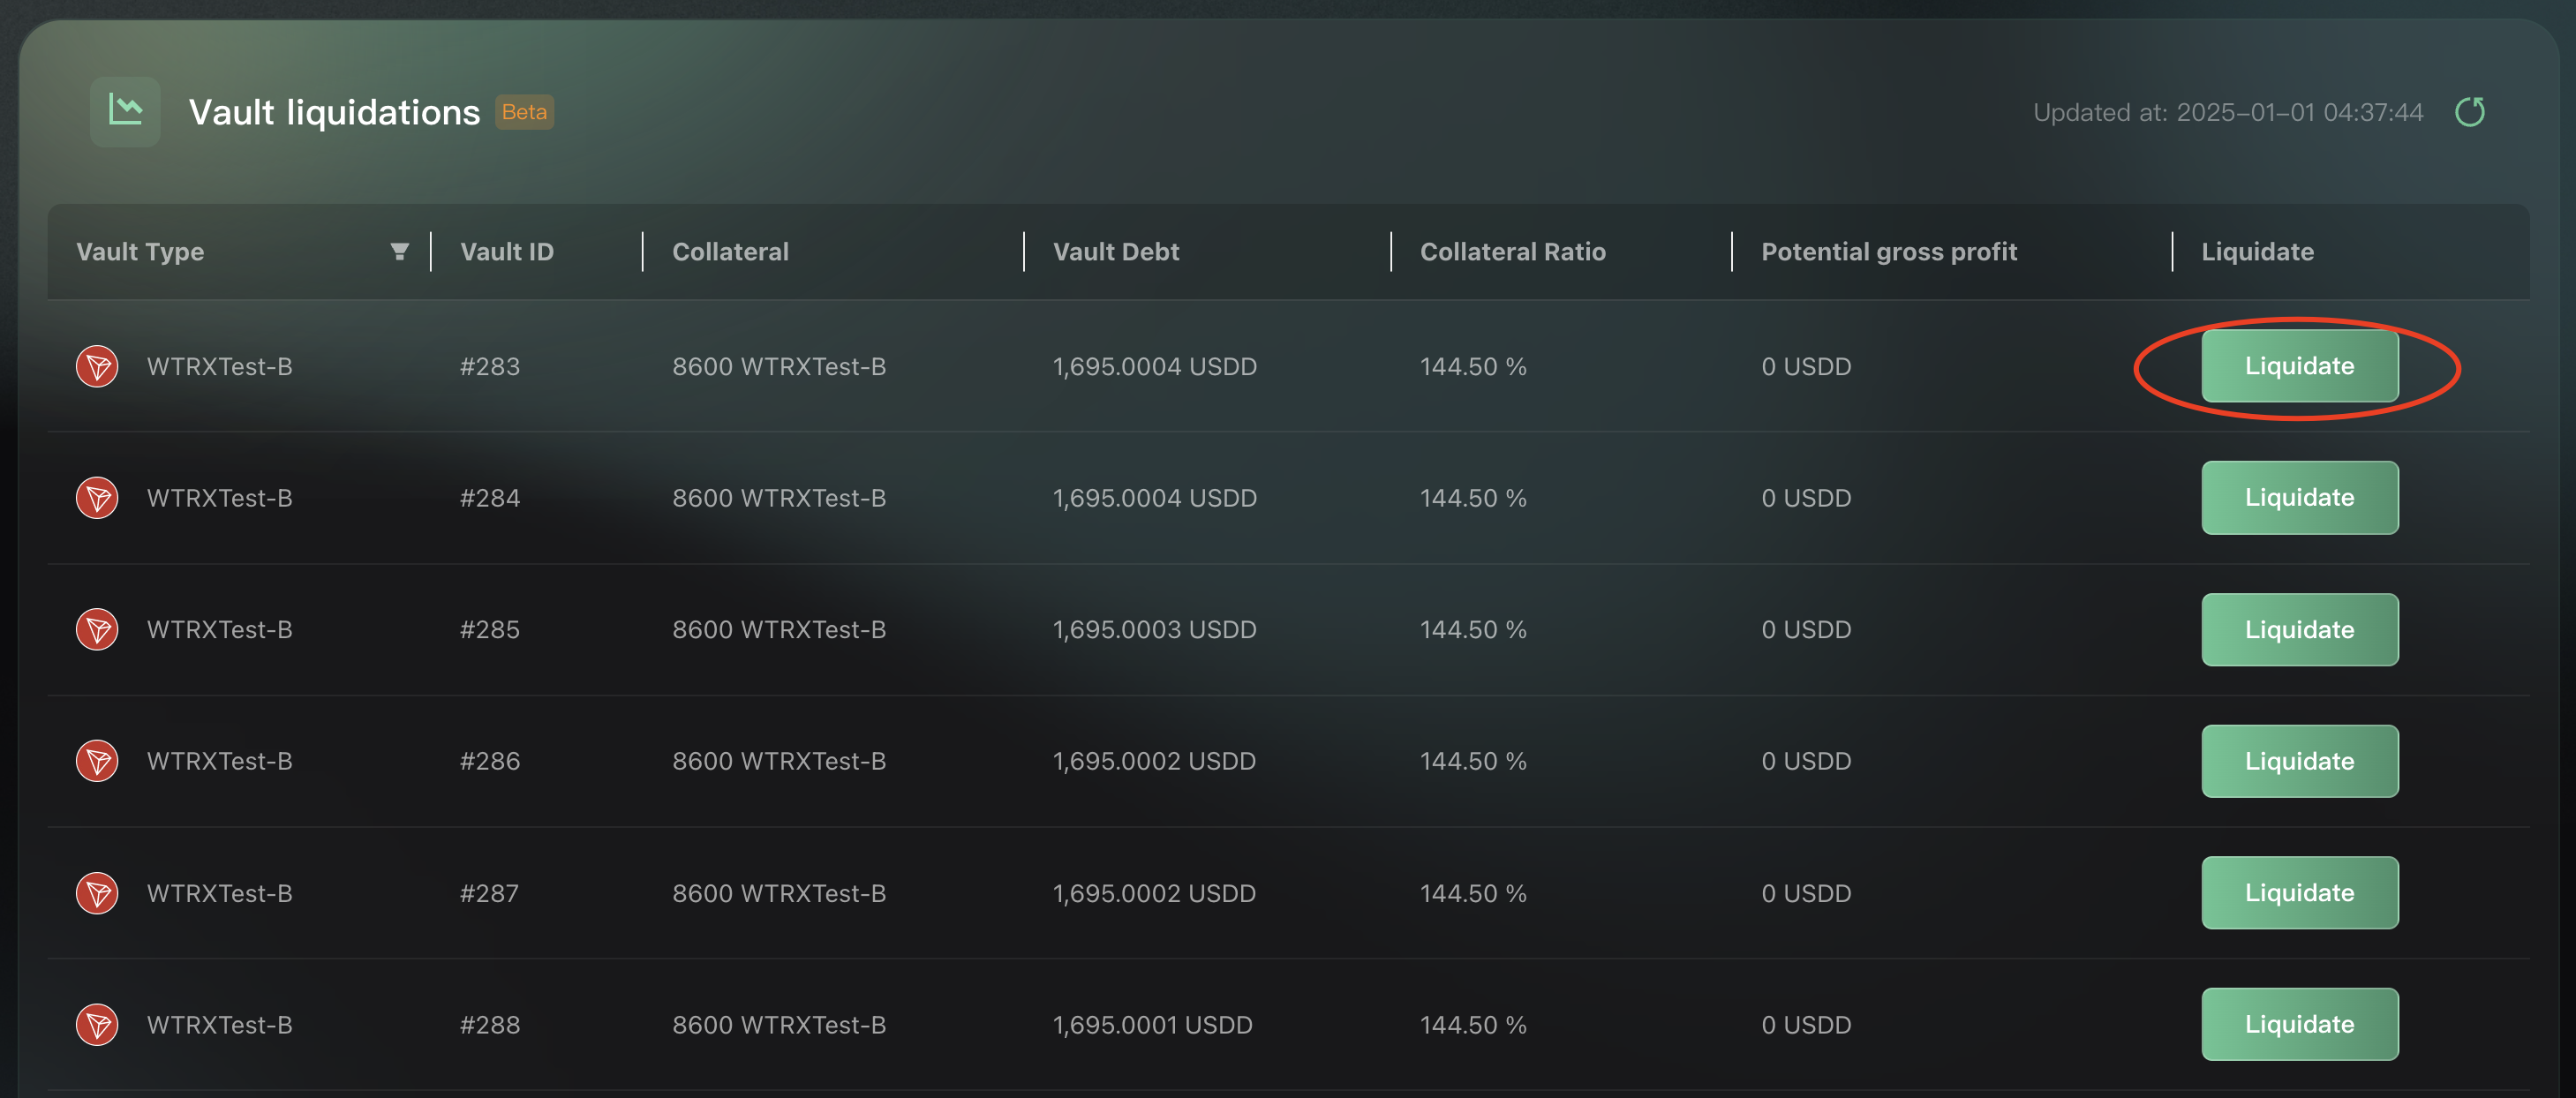 Vault liquidations Beta
Updated at: 2025-01-01 04:37:44
Vault Type Vault ID Collateral Vault Debt Collateral Ratio Potential gross profit Liquidate
WTRXTest-B #283 8600 WTRXTest-B 1,695.0004 USDD 144.50 % 0 USDD Liquidate
WTRXTest-B #284 8600 WTRXTest-B 1,695.0004 USDD 144.50 % 0 USDD Liquidate
WTRXTest-B #285 8600 WTRXTest-B 1,695.0003 USDD 144.50 % 0 USDD Liquidate
WTRXTest-B #286 8600 WTRXTest-B 1,695.0002 USDD 144.50 % 0 USDD Liquidate
WTRXTest-B #287 8600 WTRXTest-B 1,695.0002 USDD 144.50 % 0 USDD Liquidate
WTRXTest-B #288 8600 WTRXTest-B 1,695.0001 USDD 144.50 % 0 USDD Liquidate